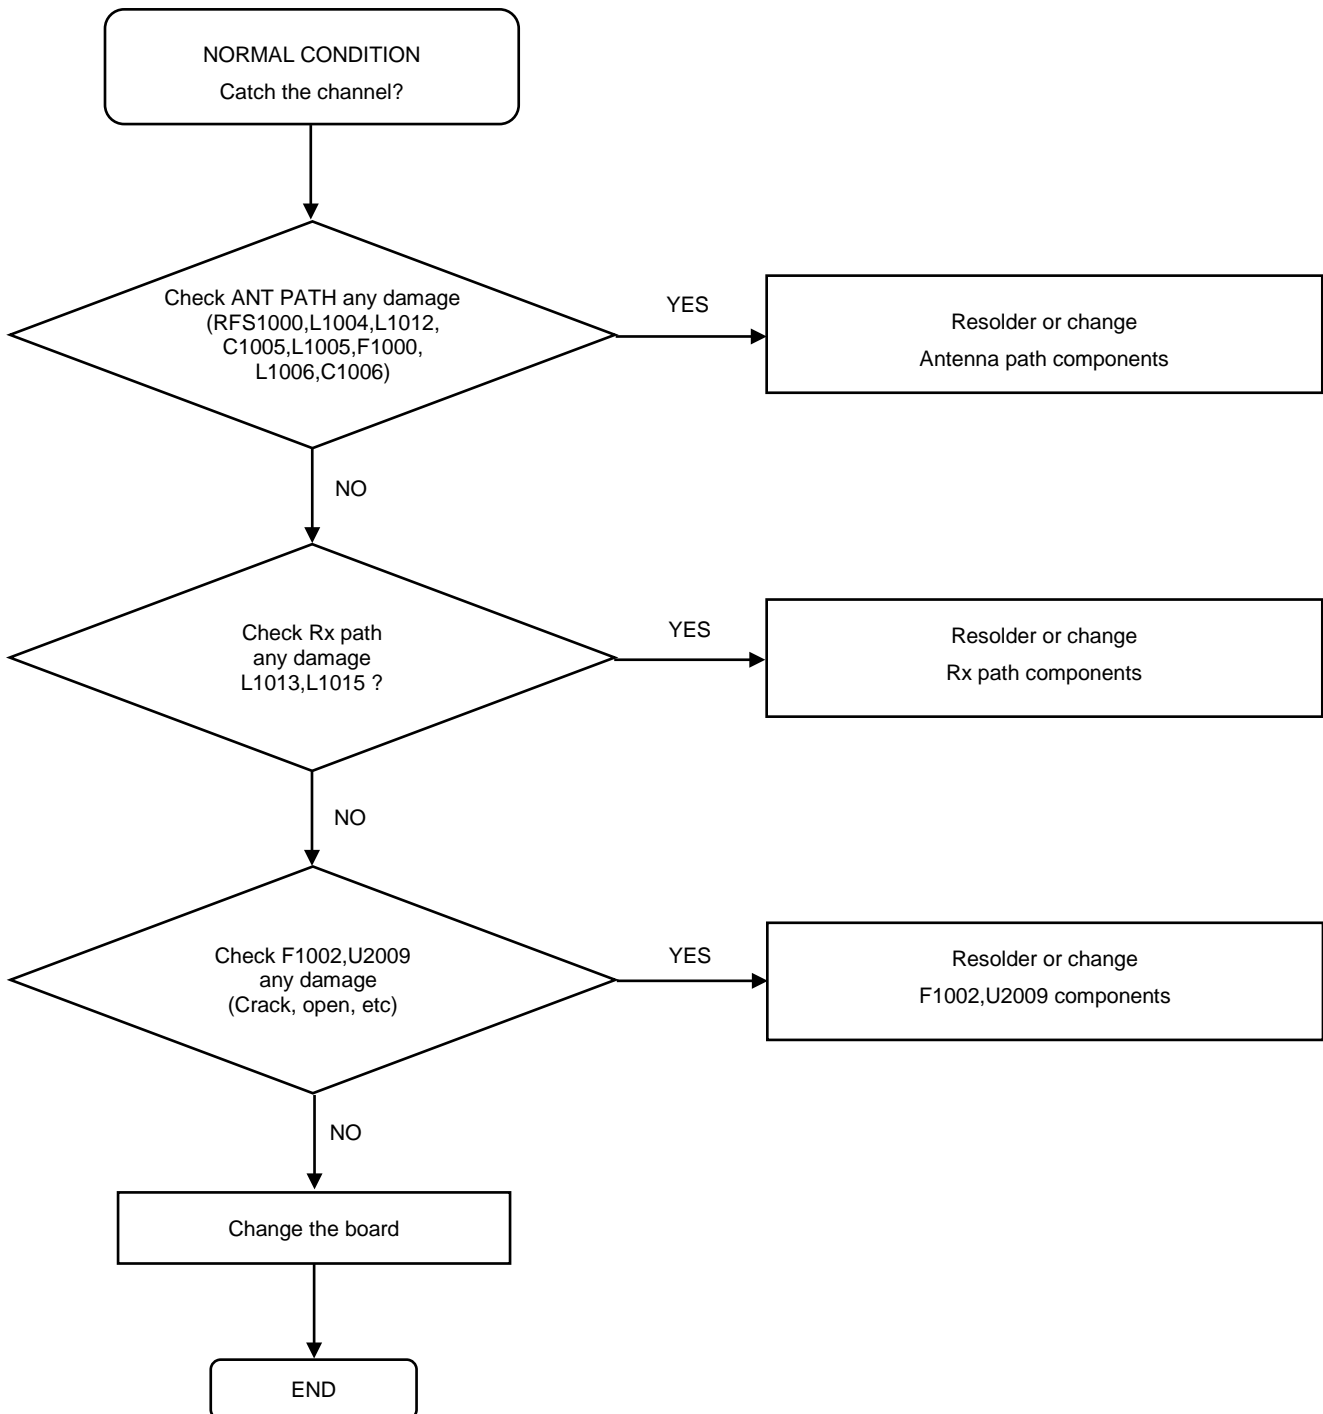 NORMAL CONDITION
Catch the channel?
Check ANT PATH any damage
(RFS1000,L1004,L1012,
C1005,L1005,F1000,
L1006,C1006)
YES
Resolder or change
Antenna path components
NO
Check Rx path
any damage
L1013,L1015 ?
YES
Resolder or change
Rx path components
NO
Check F1002,U2009
any damage
(Crack, open, etc)
YES
Resolder or change
F1002,U2009 components
NO
Change the board
END